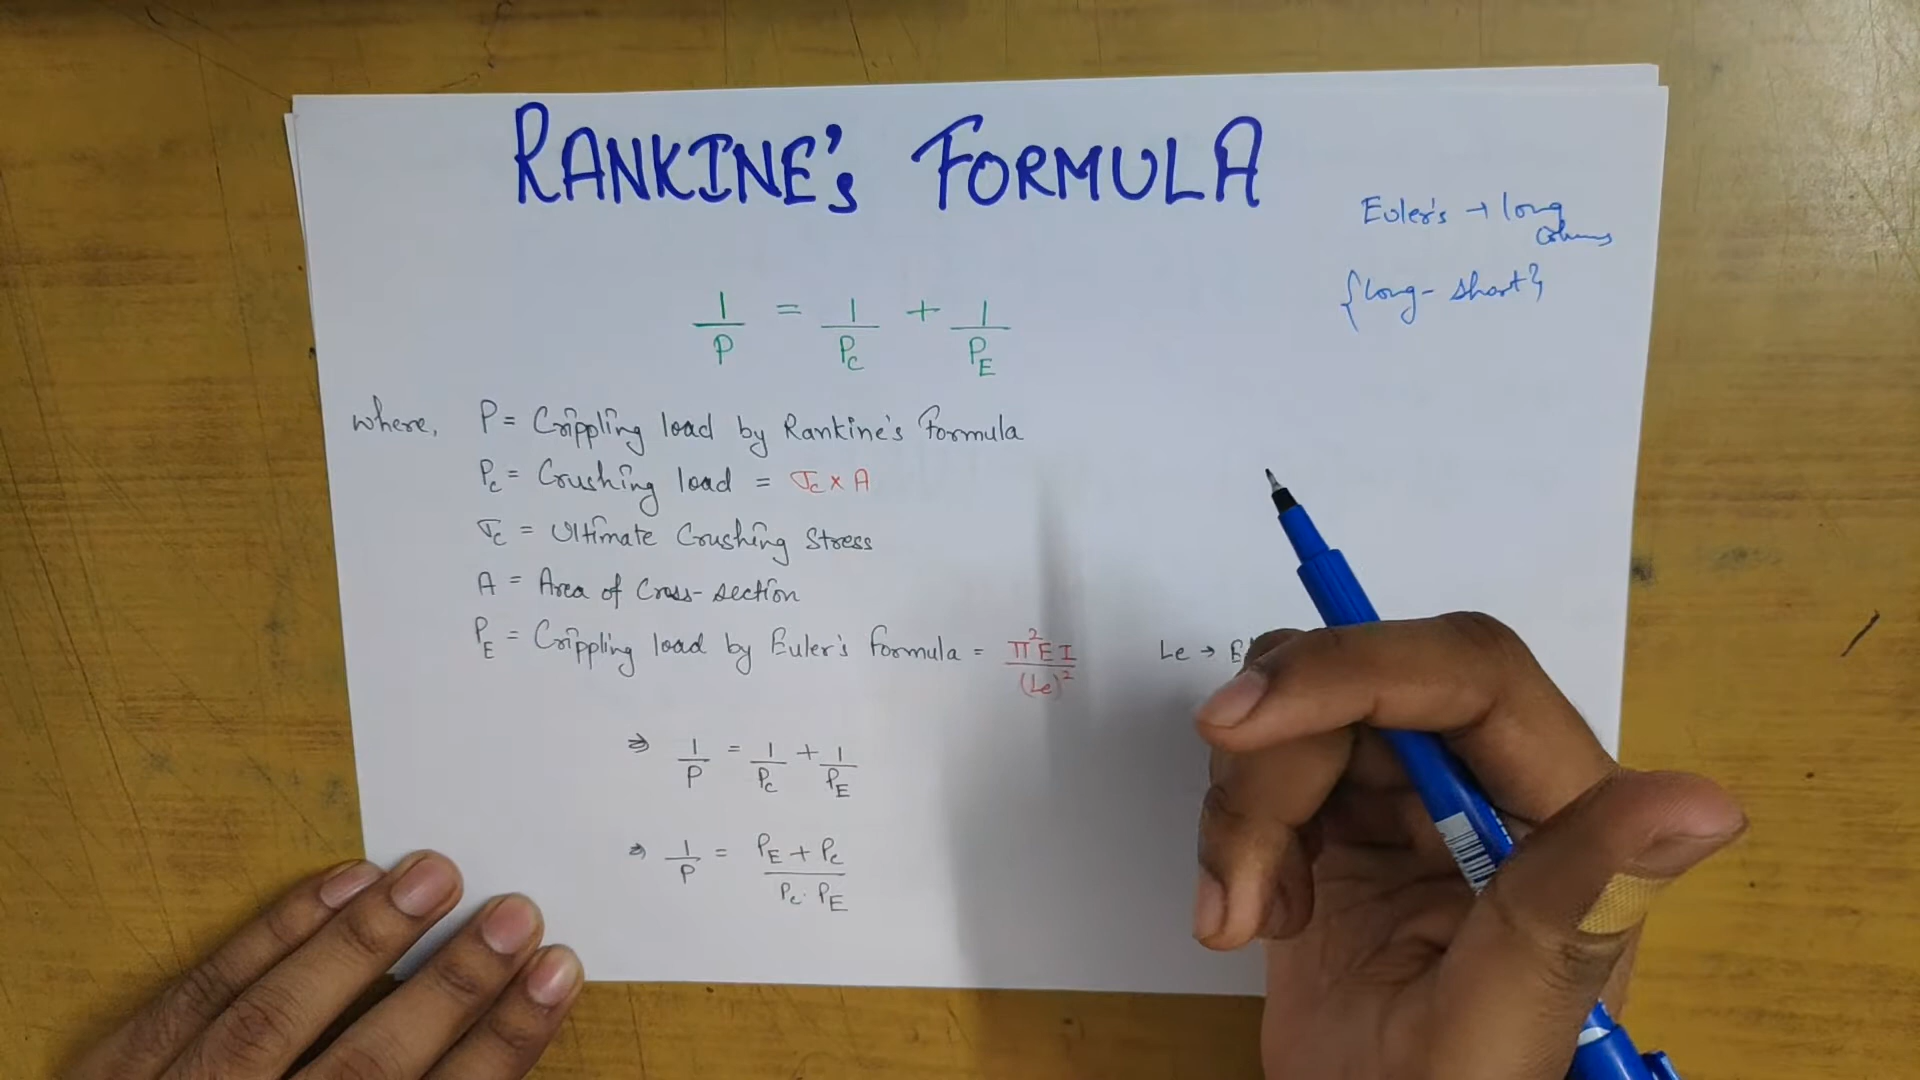 RANKINE's FORMULA
Euler's → long
columns
{long - short}
1/P = 1/Pc + 1/PE
where, P = Crippling load by Rankine's Formula
Pc = Crushing load = σc × A
σc = Ultimate Crushing Stress
A = Area of Cross-section
PE = Crippling load by Euler's formula = π²EI/(Le)² Le →
⇒ 1/P = 1/Pc + 1/PE
⇒ 1/P = PE + Pc / Pc · PE